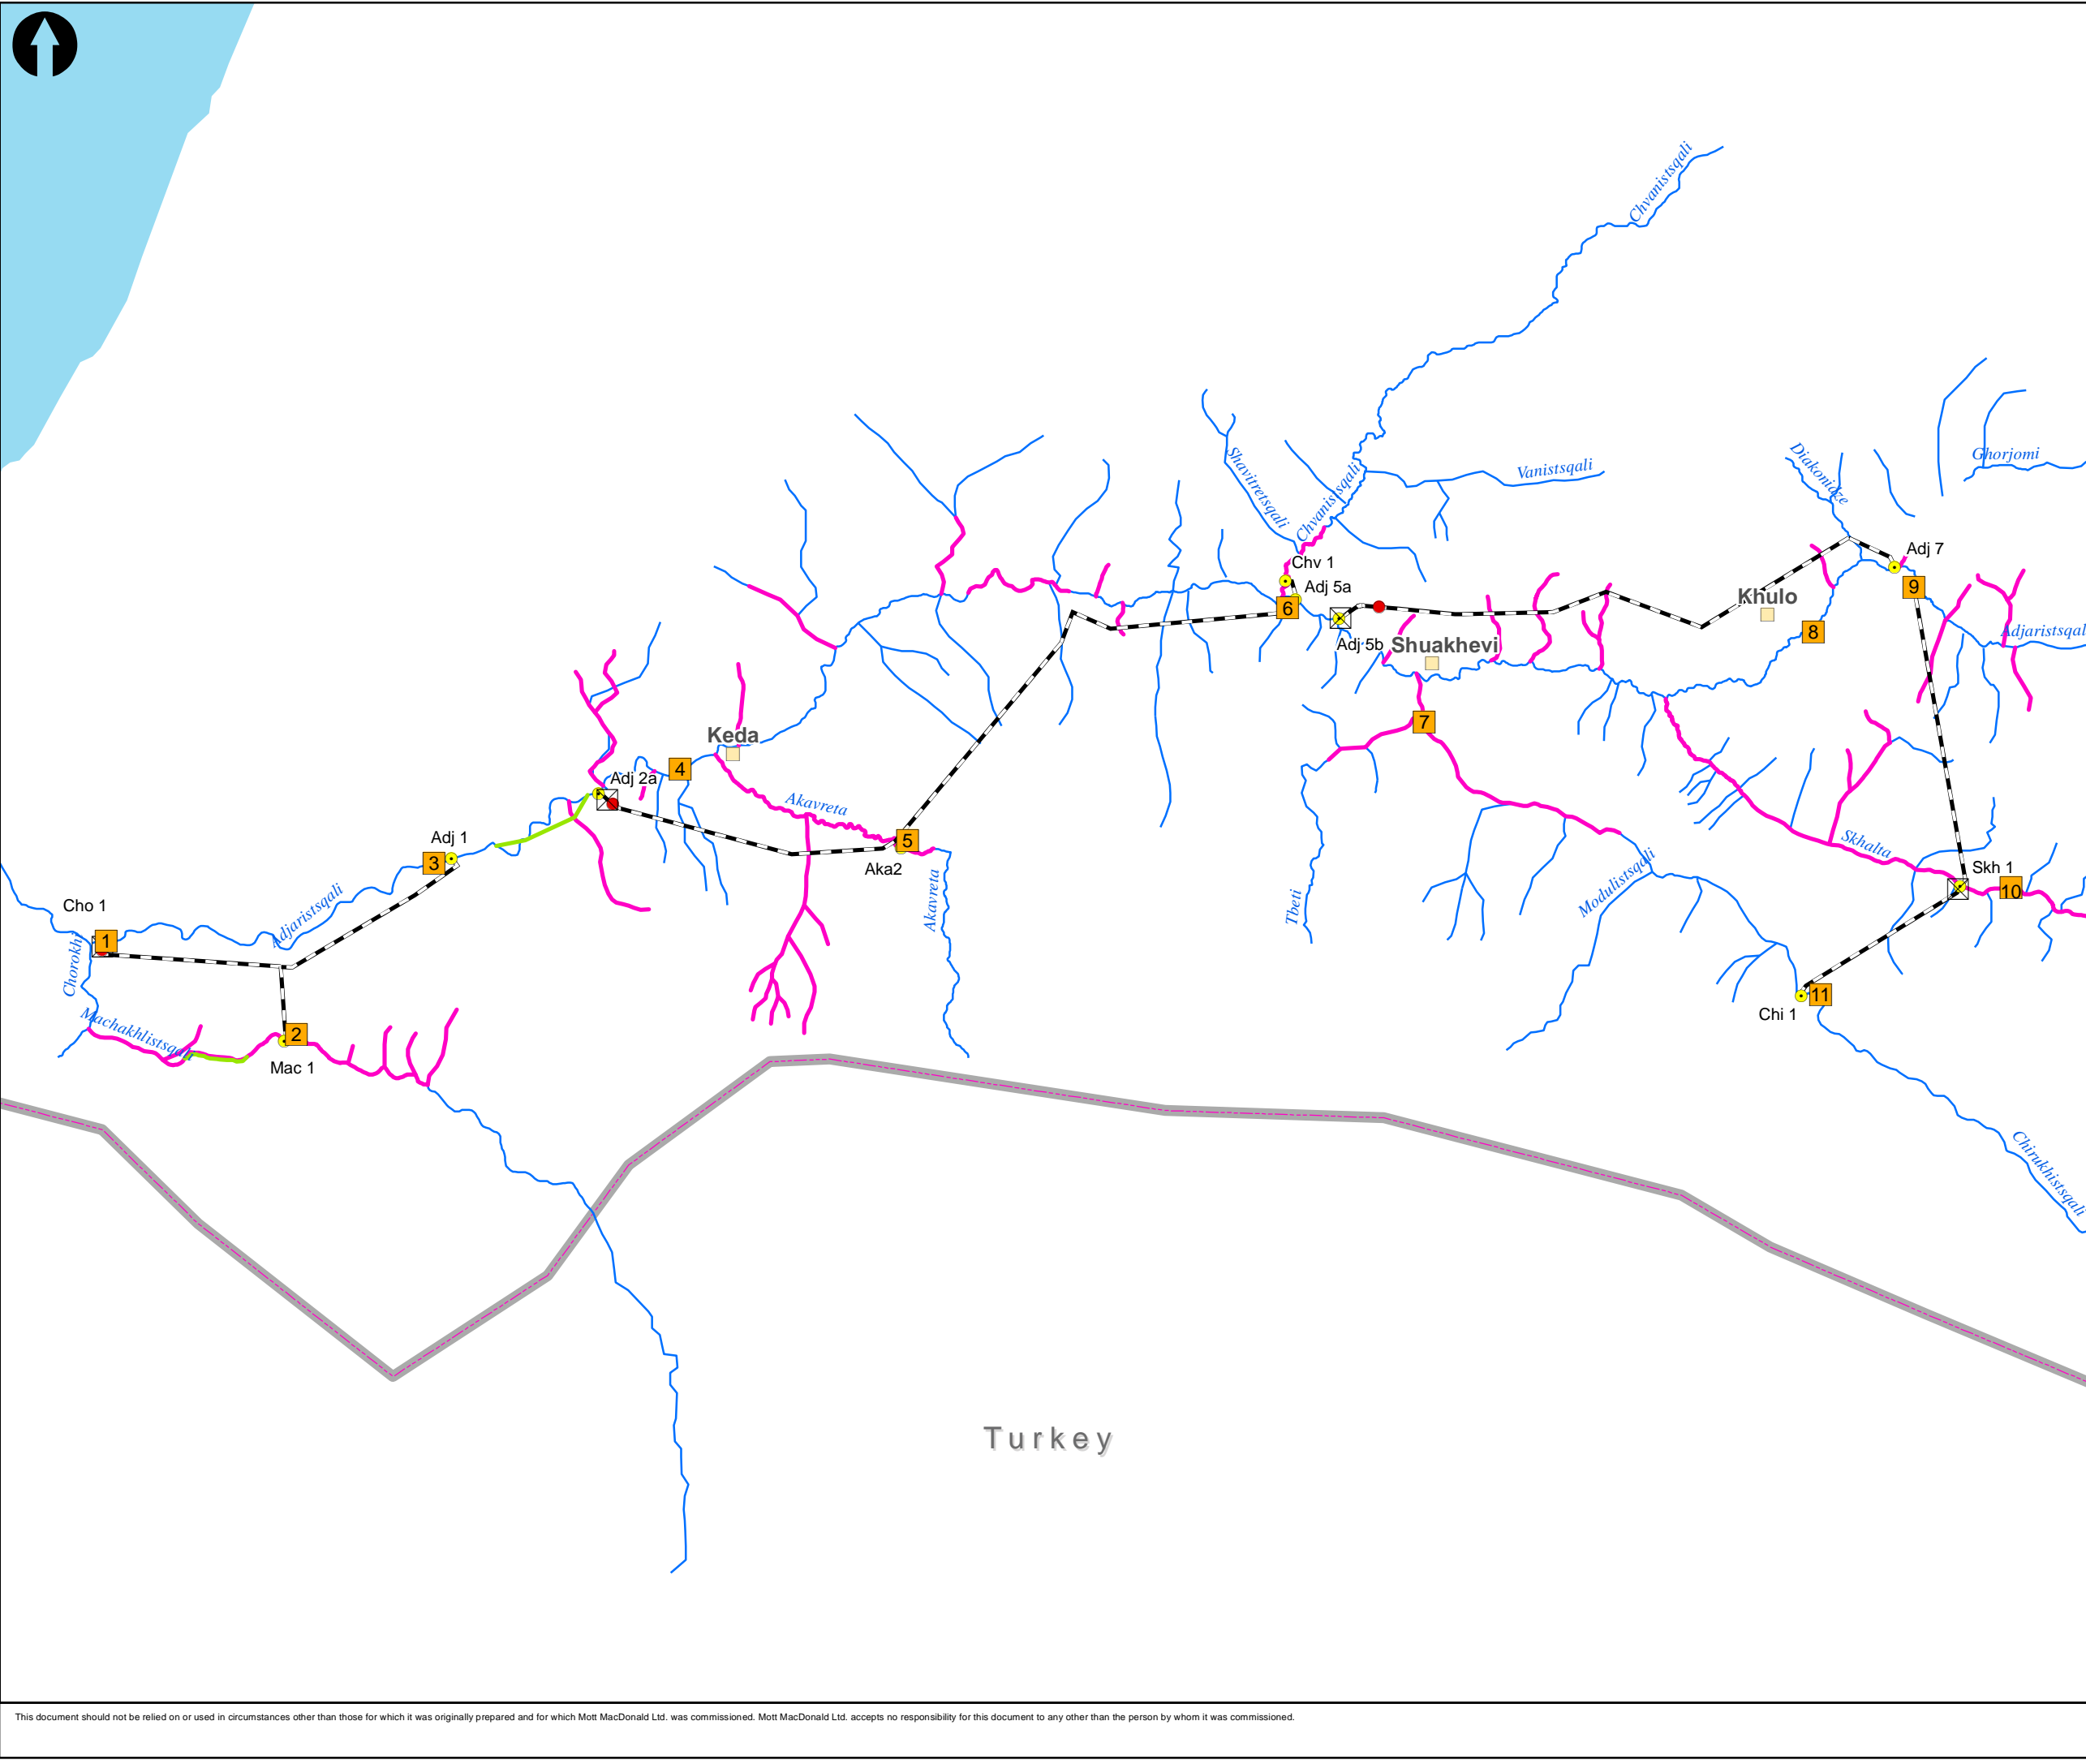 Chvanistsqali
Diakonidze
Ghorjomi
Vanistsqali
Shavitretsqali
Chvanistsqali
Adj 7
Chv 1
9
Adj 5a
Khulo
6
8
Adjaristsqal
Adj 5b
Shuakhevi
7
Keda
4
Adj 2a
Akavreta
Adj 1
5
Skhalta
3
Aka2
Skh 1
Modulistsqali
10
Akavreta
Tbeti
Cho 1
Adjaristsqali
1
Chorokhi
11
Chi 1
Machakhlistsqali
2
Mac 1
Chirukhistsqali
Turkey
This document should not be relied on or used in circumstances other than those for which it was originally prepared and for which Mott MacDonald Ltd. was commissioned. Mott MacDonald Ltd. accepts no responsibility for this document to any other than the person by whom it was commissioned.